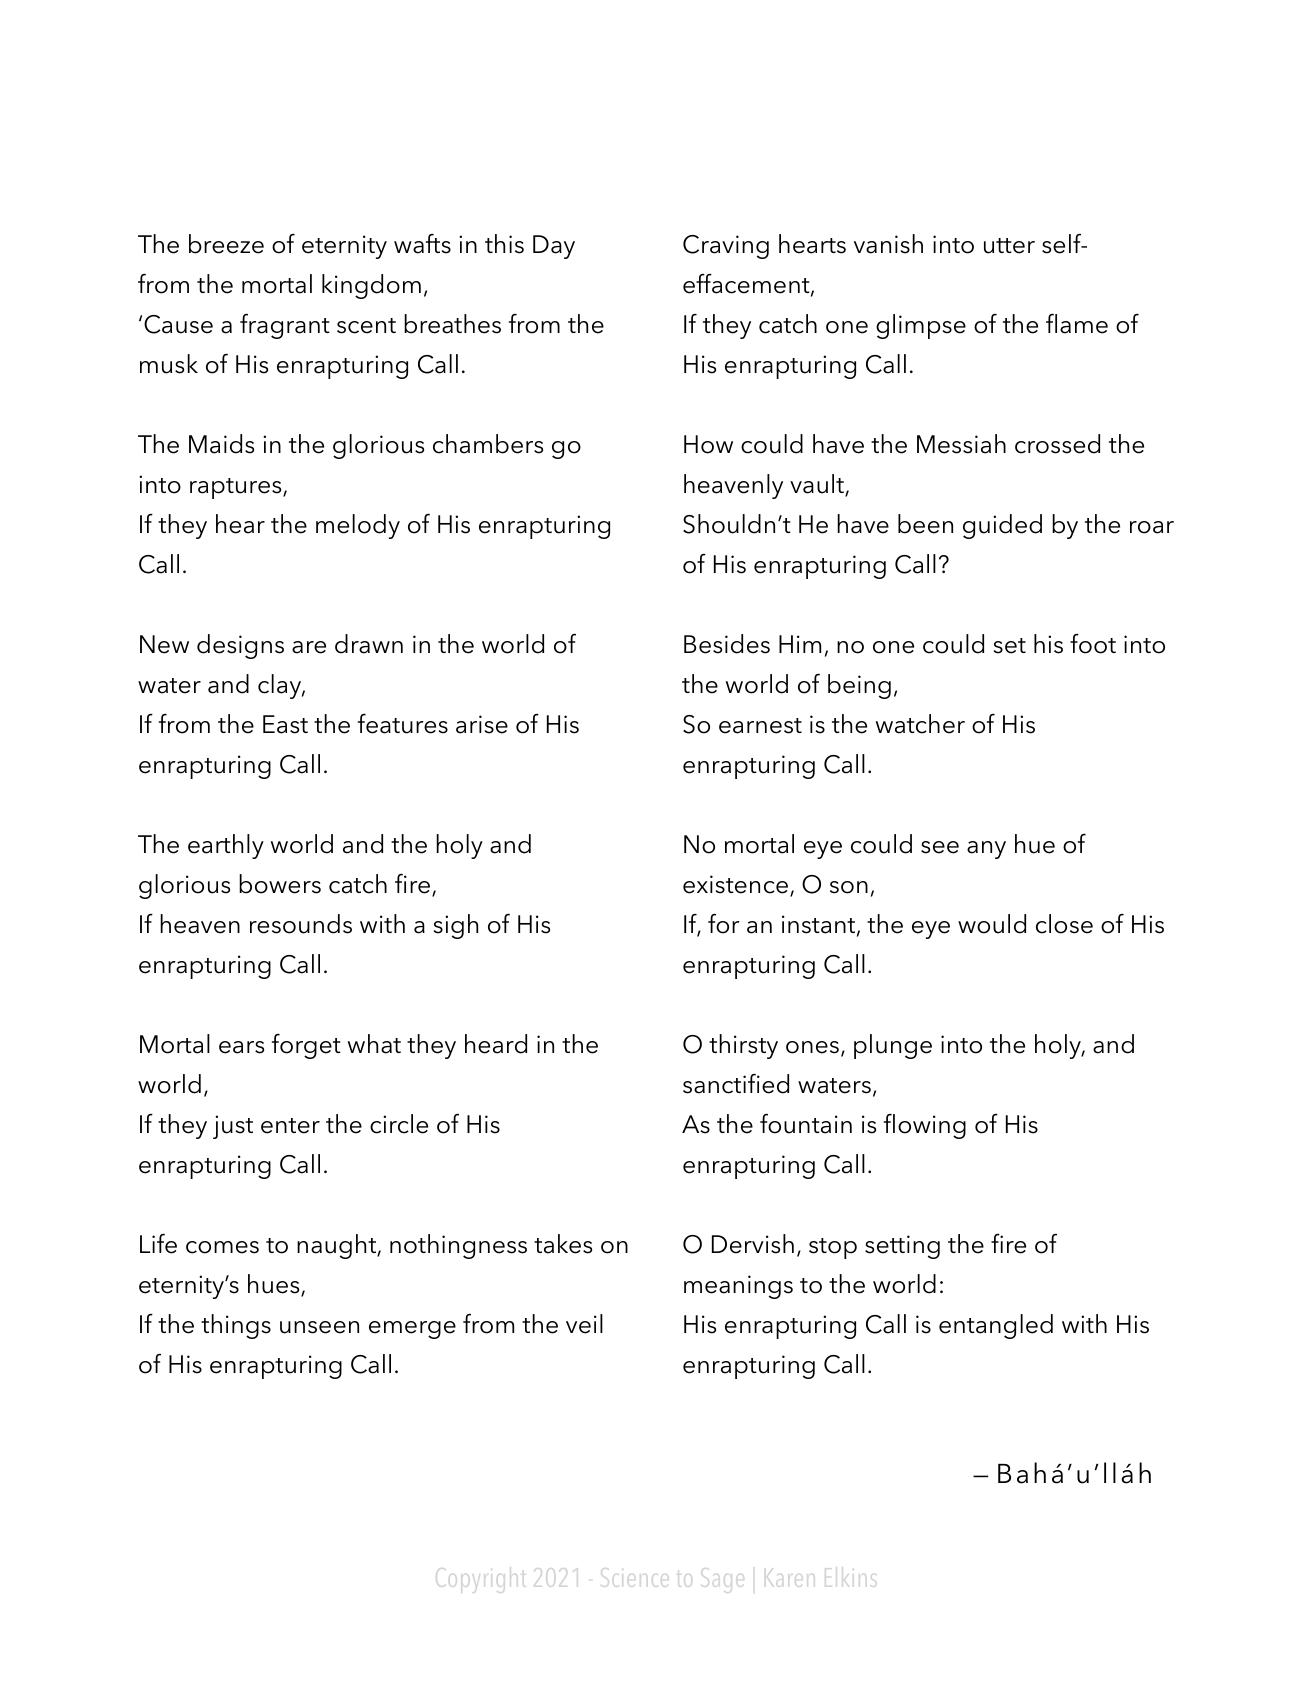 The breeze of eternity wafts in this Day
from the mortal kingdom,
‘Cause a fragrant scent breathes from the
musk of His enrapturing Call.
The Maids in the glorious chambers go
into raptures,
If they hear the melody of His enrapturing
Call.
New designs are drawn in the world of
water and clay,
If from the East the features arise of His
enrapturing Call.
The earthly world and the holy and
glorious bowers catch fire,
If heaven resounds with a sigh of His
enrapturing Call.
Mortal ears forget what they heard in the
world,
If they just enter the circle of His
enrapturing Call.
Life comes to naught, nothingness takes on
eternity’s hues,
If the things unseen emerge from the veil
of His enrapturing Call.
Craving hearts vanish into utter self-
effacement,
If they catch one glimpse of the flame of
His enrapturing Call.
How could have the Messiah crossed the
heavenly vault,
Shouldn’t He have been guided by the roar
of His enrapturing Call?
Besides Him, no one could set his foot into
the world of being,
So earnest is the watcher of His
enrapturing Call.
No mortal eye could see any hue of
existence, O son,
If, for an instant, the eye would close of His
enrapturing Call.
O thirsty ones, plunge into the holy, and
sanctified waters,
As the fountain is flowing of His
enrapturing Call.
O Dervish, stop setting the fire of
meanings to the world:
His enrapturing Call is entangled with His
enrapturing Call.
– Bahá’u’lláh
Copyright 2021 - Science to Sage | Karen Elkins